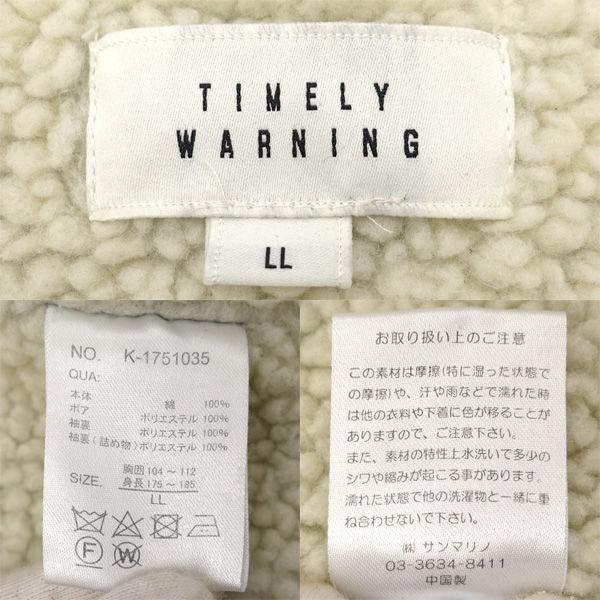 TIMELY
WARNING
LL
NO. K-1751035
QUA:
本体 綿 100%
ボア ポリエステル 100%
袖裏 ポリエステル 100%
袖裏(詰め物) ポリエステル 100%
胸囲 104 ～ 112
SIZE. 身長 175 ～ 185
LL
F W
お取り扱い上のご注意
この素材は摩擦(特に湿った状態で
の摩擦)や、汗や雨などで濡れた時
は他の衣料や下着に色が移ることが
ありますので、ご注意下さい。
また、素材の特性上水洗いで多少の
シワや縮みが起こる事があります。
濡れた状態で他の洗濯物と一緒に重
ね合わせないで下さい。
(株) サンマリノ
03-3634-8411
中国製